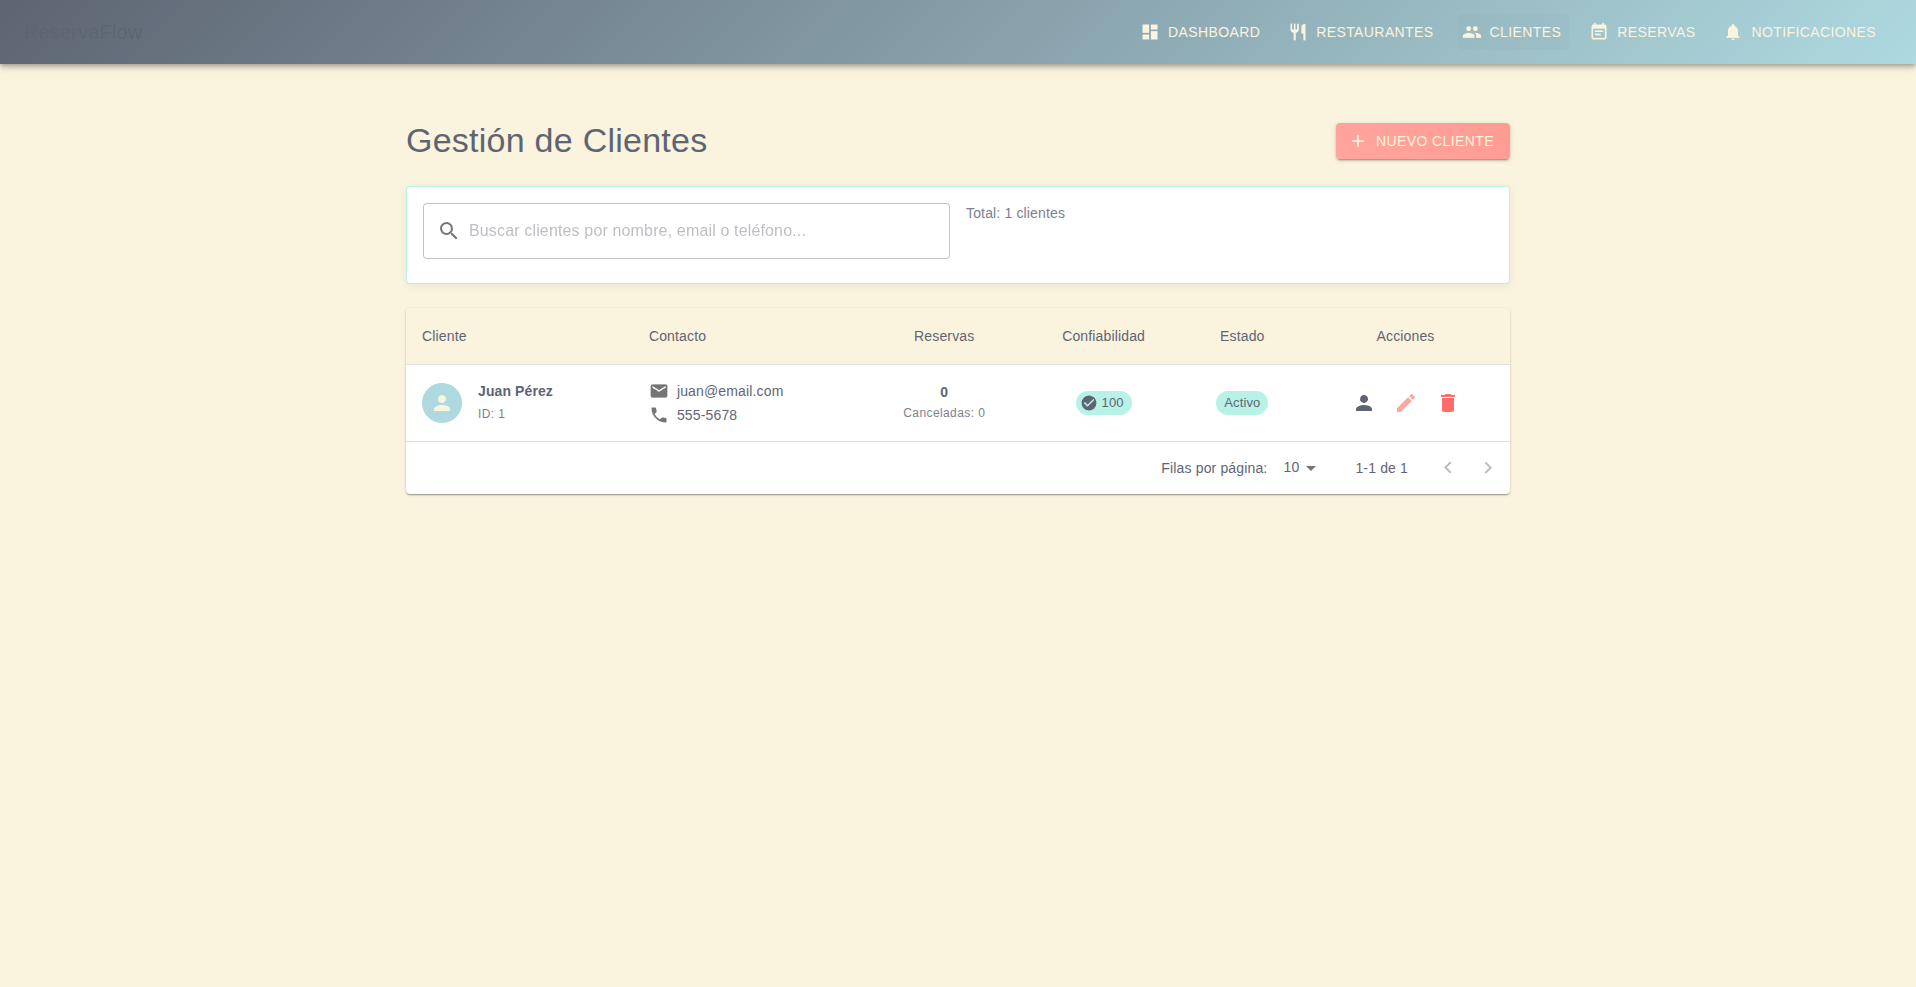 ReservaFlow
DASHBOARD RESTAURANTES CLIENTES RESERVAS NOTIFICACIONES
Gestión de Clientes
NUEVO CLIENTE
Buscar clientes por nombre, email o teléfono...
Total: 1 clientes
Cliente Contacto Reservas Confiabilidad Estado Acciones
Juan Pérez juan@email.com 0 100 Activo
ID: 1 555-5678 Canceladas: 0
Filas por página: 10 1-1 de 1